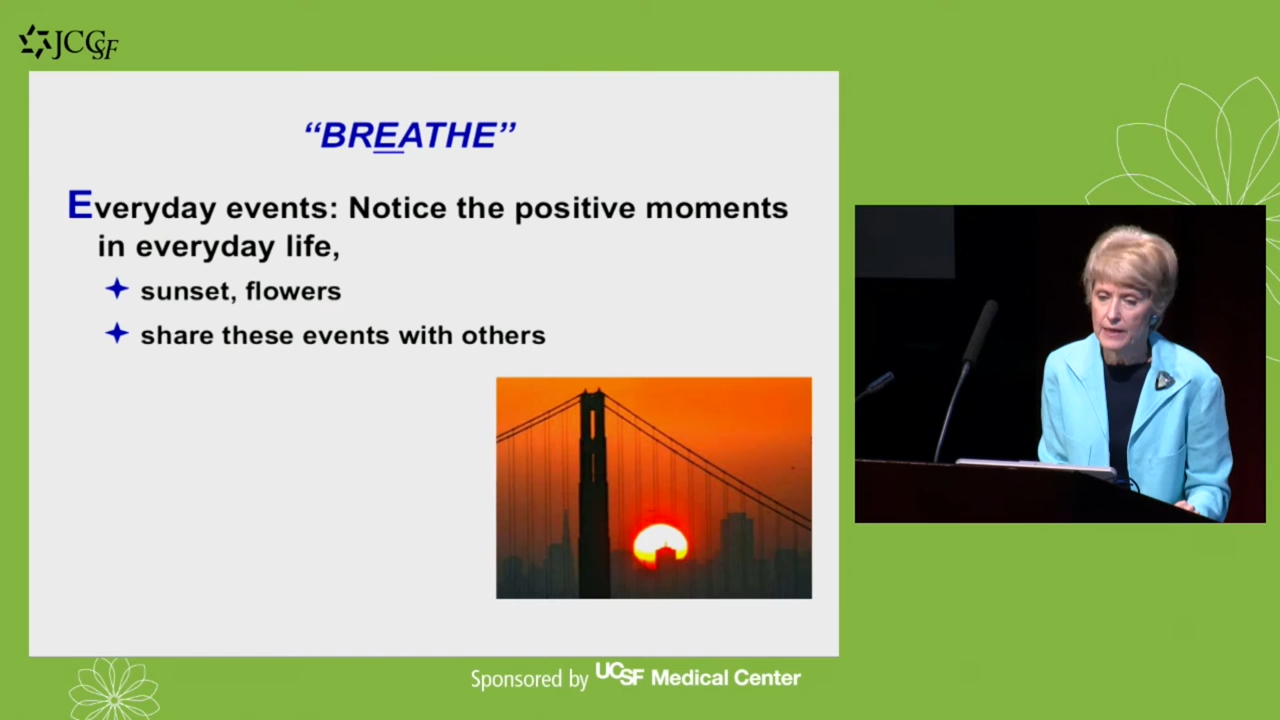 JCCSF
“BREATHE”
Everyday events: Notice the positive moments
in everyday life,
sunset, flowers
share these events with others
Sponsored by UCSF Medical Center